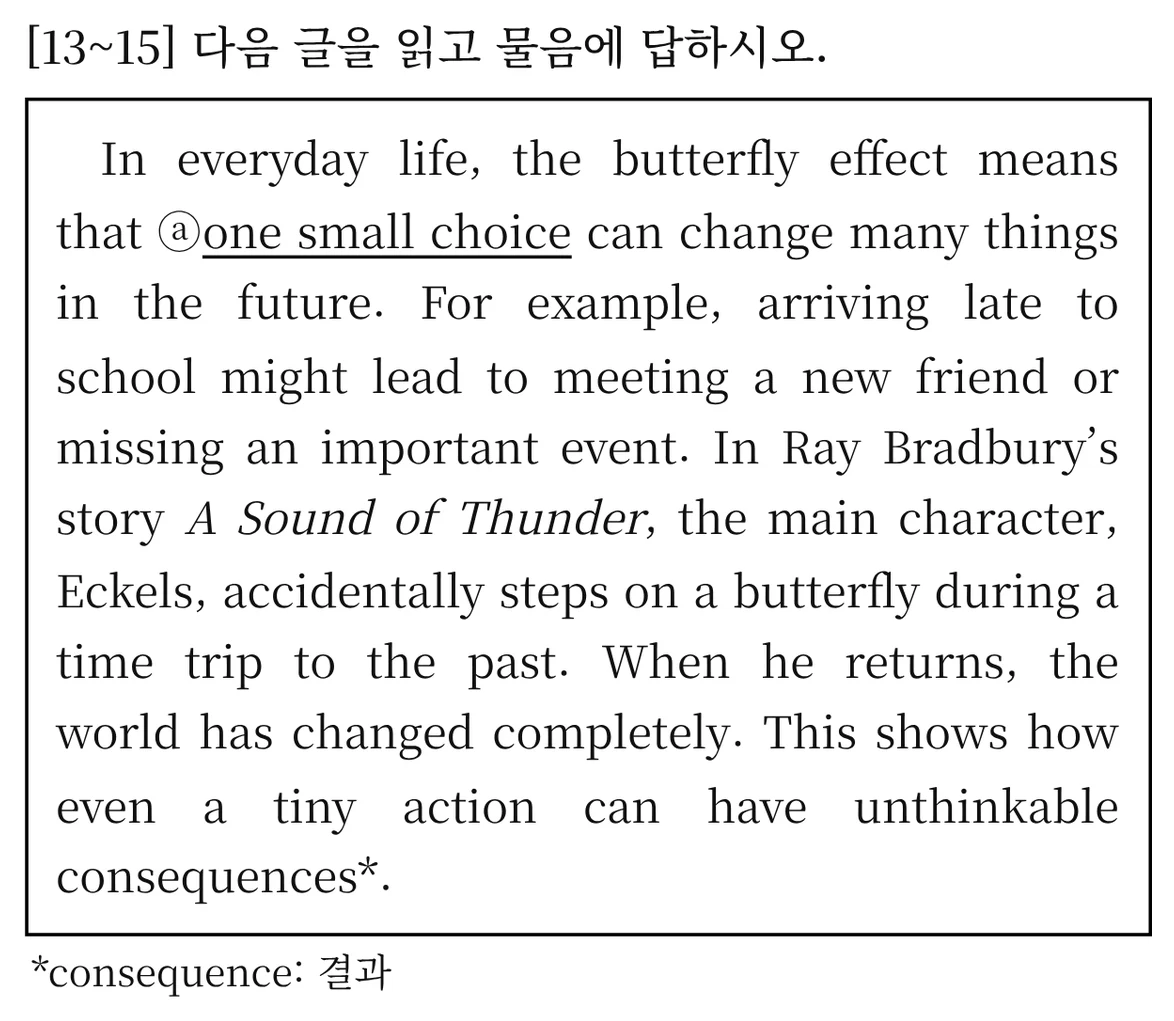 [13~15] 다음 글을 읽고 물음에 답하시오.
In everyday life, the butterfly effect means
that ⓐone small choice can change many things
in the future. For example, arriving late to
school might lead to meeting a new friend or
missing an important event. In Ray Bradbury’s
story A Sound of Thunder, the main character,
Eckels, accidentally steps on a butterfly during a
time trip to the past. When he returns, the
world has changed completely. This shows how
even a tiny action can have unthinkable
consequences*.
*consequence: 결과